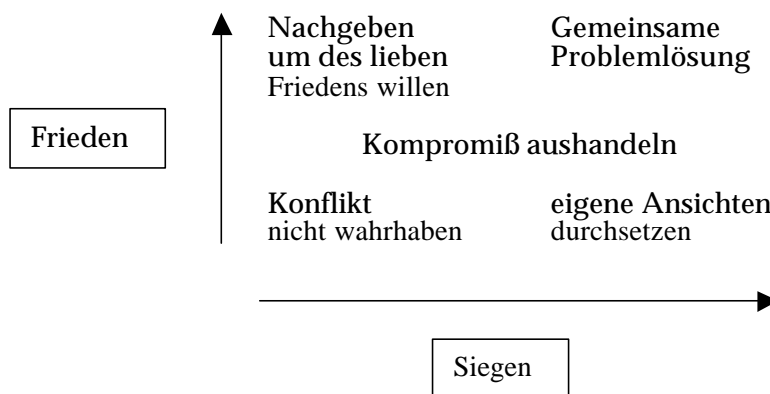 Nachgeben
um des lieben
Friedens willen
Gemeinsame
Problemlösung
Frieden
Kompromiß aushandeln
Konflikt
nicht wahrhaben
eigene Ansichten
durchsetzen
Siegen